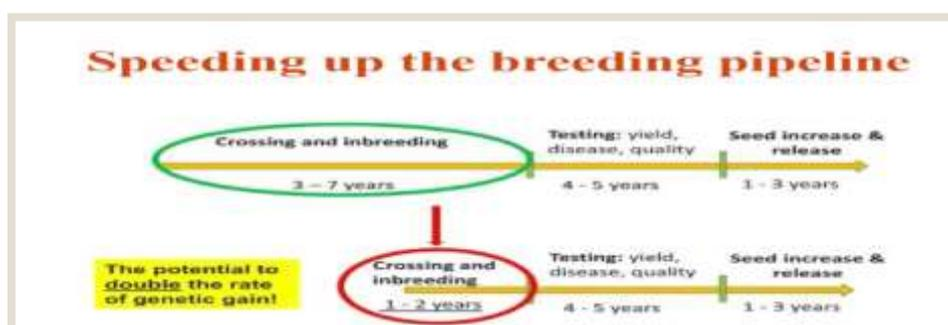 Speeding up the breeding pipeline
Crossing and inbreeding
3 – 7 years
Testing: yield,
disease, quality
4 - 5 years
Seed increase &
release
1 - 3 years
The potential to
double the rate
of genetic gain!
Crossing and
inbreeding
1 - 2 years
Testing: yield,
disease, quality
4 - 5 years
Seed increase &
release
1 - 3 years